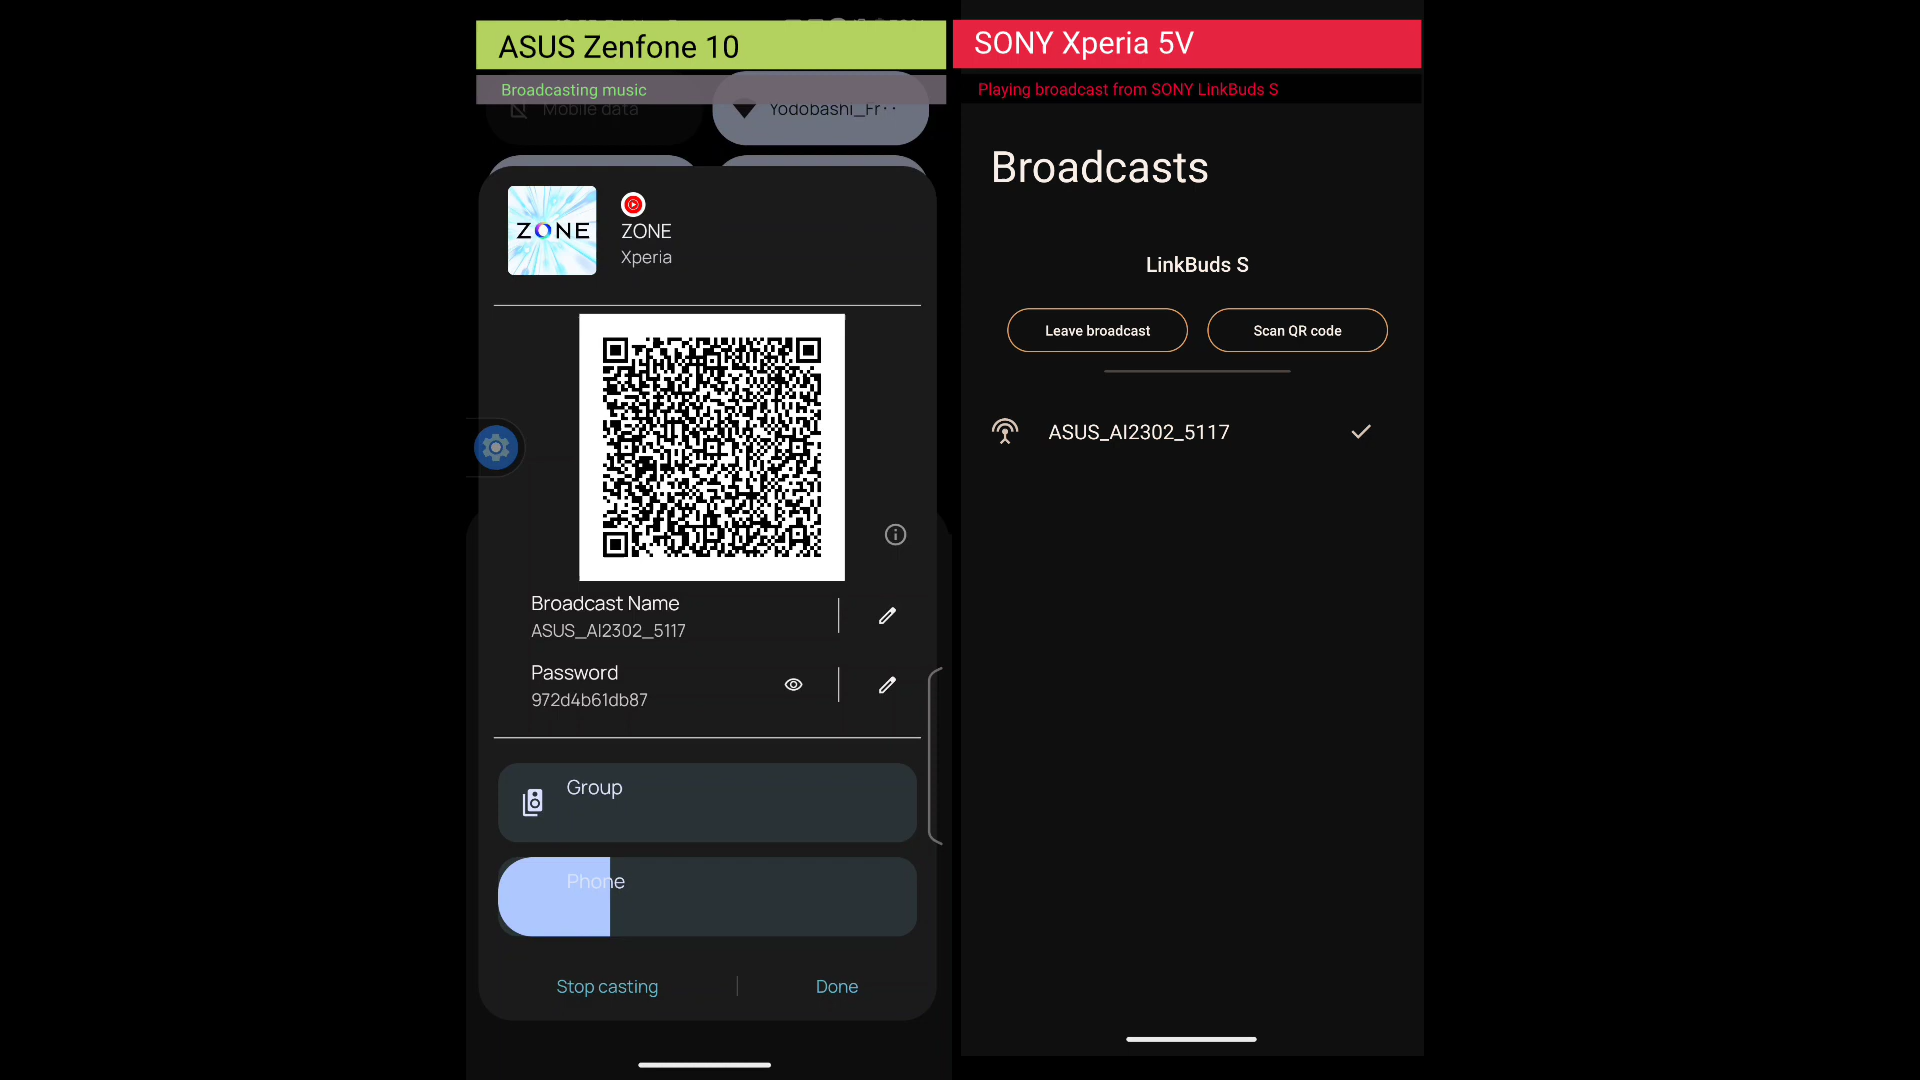 ASUS Zenfone 10
Broadcasting music
Mobile data
Yodobashi_Fr··
ZONE
ZONE
Xperia
Broadcast Name
ASUS_AI2302_5117
Password
972d4b61db87
Group
Phone
Stop casting
Done
SONY Xperia 5V
Playing broadcast from SONY LinkBuds S
Broadcasts
LinkBuds S
Leave broadcast
Scan QR code
ASUS_AI2302_5117